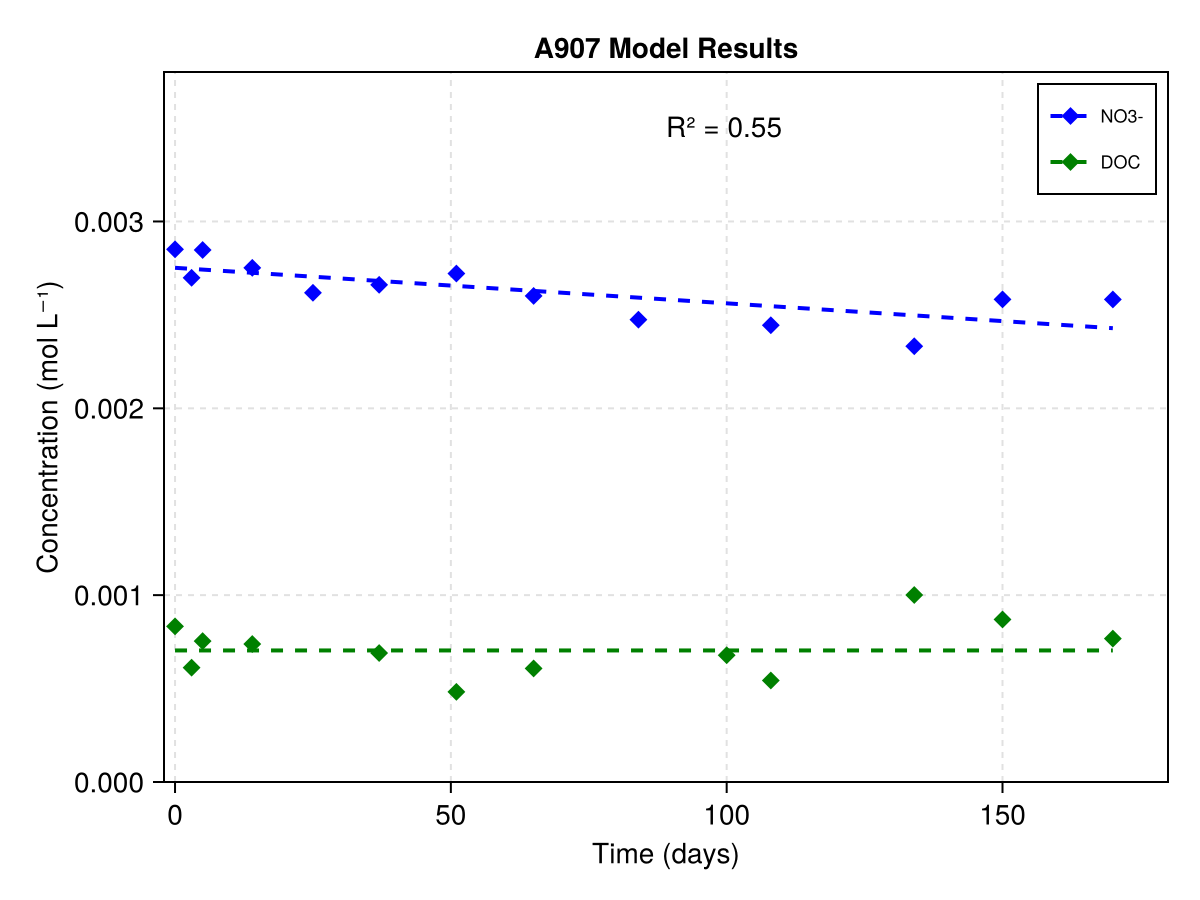 A907 Model Results
R² = 0.55
NO3-
DOC
Concentration (mol L⁻¹)
0.003
0.002
0.001
0.000
0
50
100
150
Time (days)